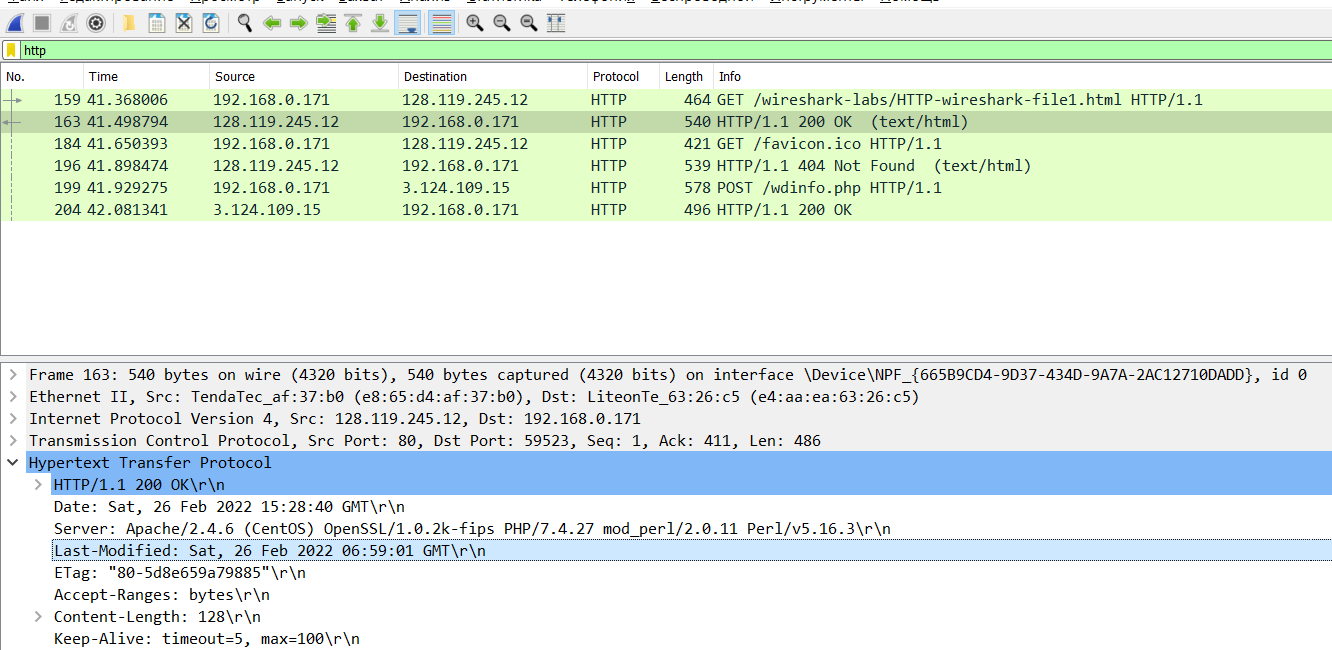 http
No. Time Source Destination Protocol Length Info
159 41.368006 192.168.0.171 128.119.245.12 HTTP 464 GET /wireshark-labs/HTTP-wireshark-file1.html HTTP/1.1
163 41.498794 128.119.245.12 192.168.0.171 HTTP 540 HTTP/1.1 200 OK (text/html)
184 41.650393 192.168.0.171 128.119.245.12 HTTP 421 GET /favicon.ico HTTP/1.1
196 41.898474 128.119.245.12 192.168.0.171 HTTP 539 HTTP/1.1 404 Not Found (text/html)
199 41.929275 192.168.0.171 3.124.109.15 HTTP 578 POST /wdinfo.php HTTP/1.1
204 42.081341 3.124.109.15 192.168.0.171 HTTP 496 HTTP/1.1 200 OK
Frame 163: 540 bytes on wire (4320 bits), 540 bytes captured (4320 bits) on interface \Device\NPF_{665B9CD4-9D37-434D-9A7A-2AC12710DADD}, id 0
Ethernet II, Src: TendaTec_af:37:b0 (e8:65:d4:af:37:b0), Dst: LiteonTe_63:26:c5 (e4:aa:ea:63:26:c5)
Internet Protocol Version 4, Src: 128.119.245.12, Dst: 192.168.0.171
Transmission Control Protocol, Src Port: 80, Dst Port: 59523, Seq: 1, Ack: 411, Len: 486
Hypertext Transfer Protocol
HTTP/1.1 200 OK\r\n
Date: Sat, 26 Feb 2022 15:28:40 GMT\r\n
Server: Apache/2.4.6 (CentOS) OpenSSL/1.0.2k-fips PHP/7.4.27 mod_perl/2.0.11 Perl/v5.16.3\r\n
Last-Modified: Sat, 26 Feb 2022 06:59:01 GMT\r\n
ETag: "80-5d8e659a79885"\r\n
Accept-Ranges: bytes\r\n
Content-Length: 128\r\n
Keep-Alive: timeout=5, max=100\r\n